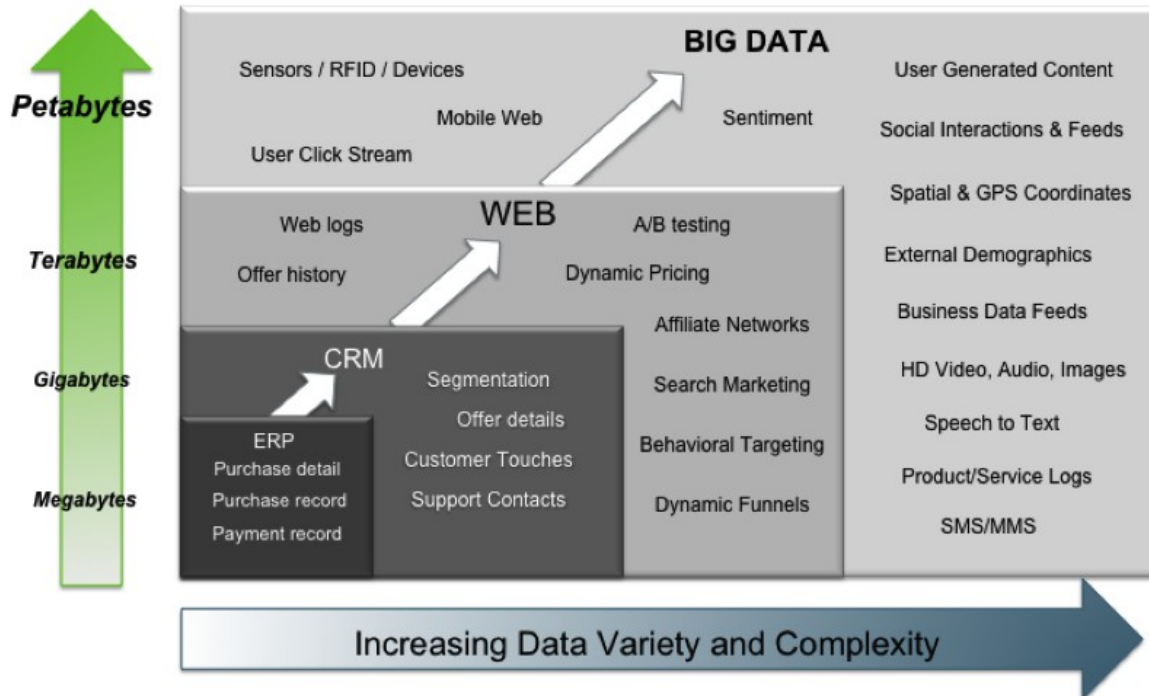 BIG DATA
Sensors / RFID / Devices
User Generated Content
Petabytes
Mobile Web
Sentiment
Social Interactions & Feeds
User Click Stream
Spatial & GPS Coordinates
WEB
Web logs
A/B testing
Terabytes
Offer history
Dynamic Pricing
External Demographics
Affiliate Networks
Business Data Feeds
CRM
Gigabytes
Segmentation
Search Marketing
HD Video, Audio, Images
Offer details
Speech to Text
ERP
Purchase detail
Customer Touches
Behavioral Targeting
Product/Service Logs
Megabytes
Purchase record
Support Contacts
Dynamic Funnels
Payment record
SMS/MMS
Increasing Data Variety and Complexity